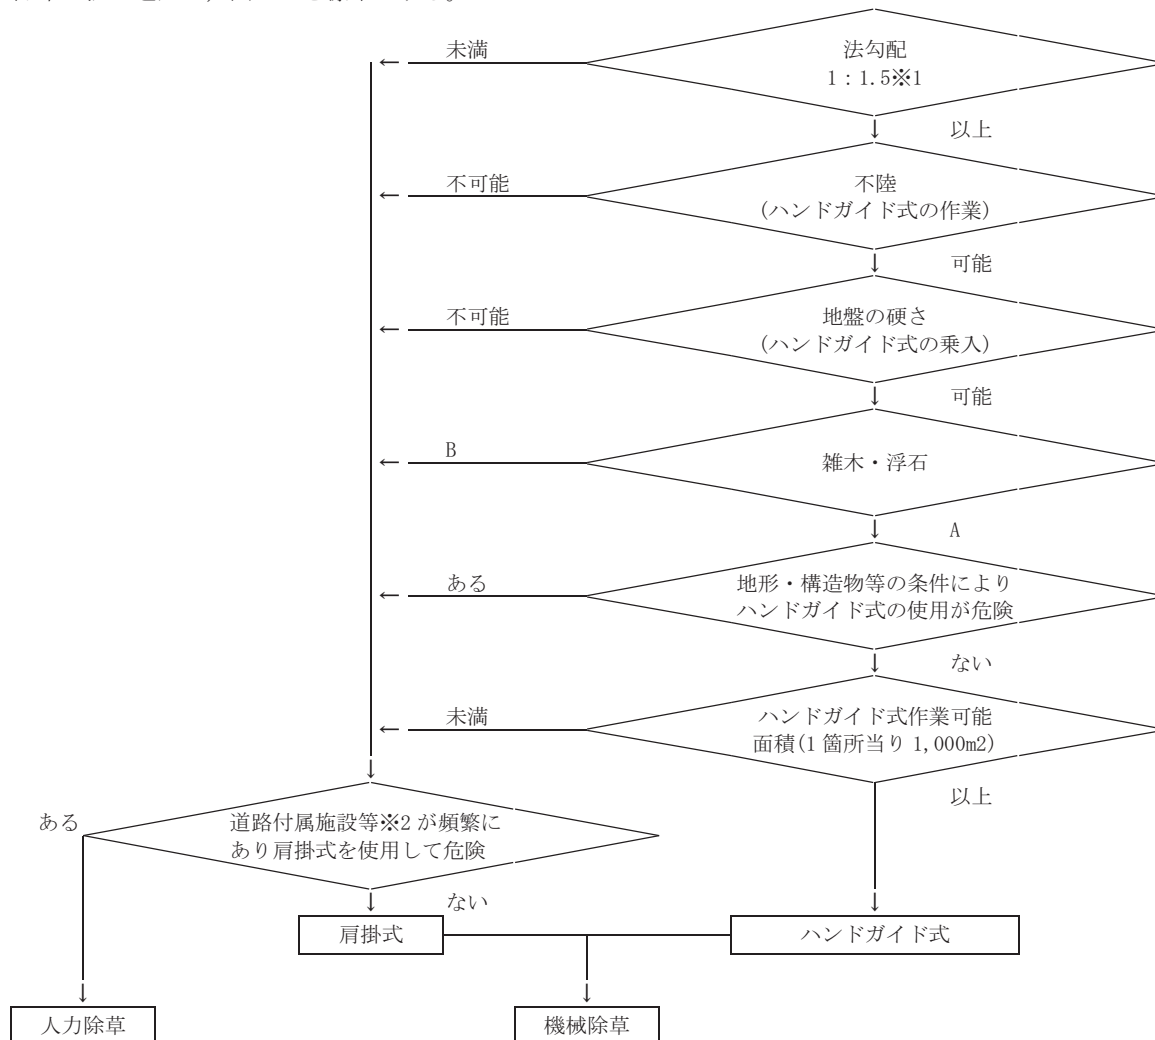 未満
法勾配
1：1.5※1
以上
不可能
不陸
(ハンドガイド式の作業)
可能
不可能
地盤の硬さ
(ハンドガイド式の乗入)
可能
B
雑木・浮石
A
ある
地形・構造物等の条件により
ハンドガイド式の使用が危険
ない
未満
ハンドガイド式作業可能
面積(1箇所当り 1,000m2)
以上
ある
道路付属施設等※2が頻繁に
あり肩掛式を使用して危険
ない
肩掛式
ハンドガイド式
人力除草
機械除草